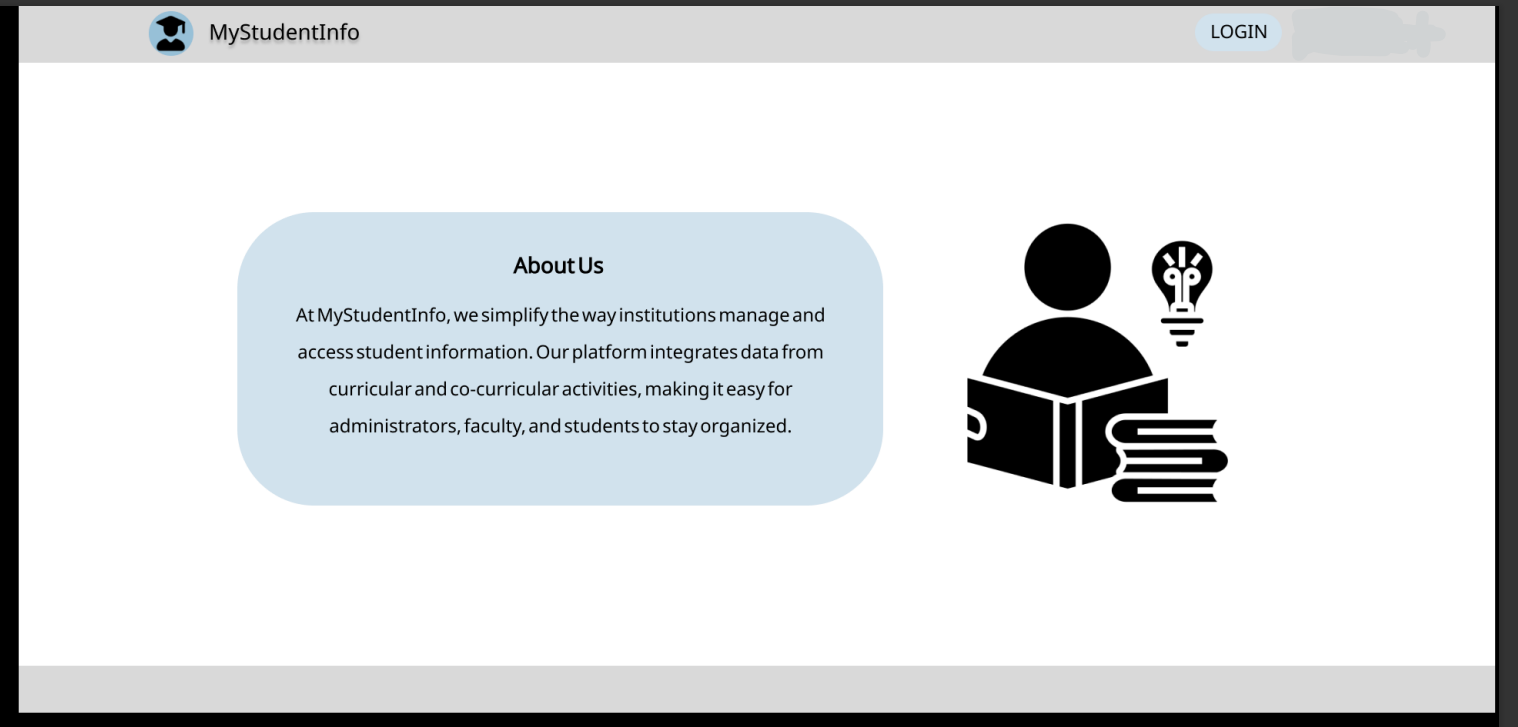 MyStudentInfo
LOGIN
About Us
At MyStudentInfo, we simplify the way institutions manage and
access student information. Our platform integrates data from
curricular and co-curricular activities, making it easy for
administrators, faculty, and students to stay organized.